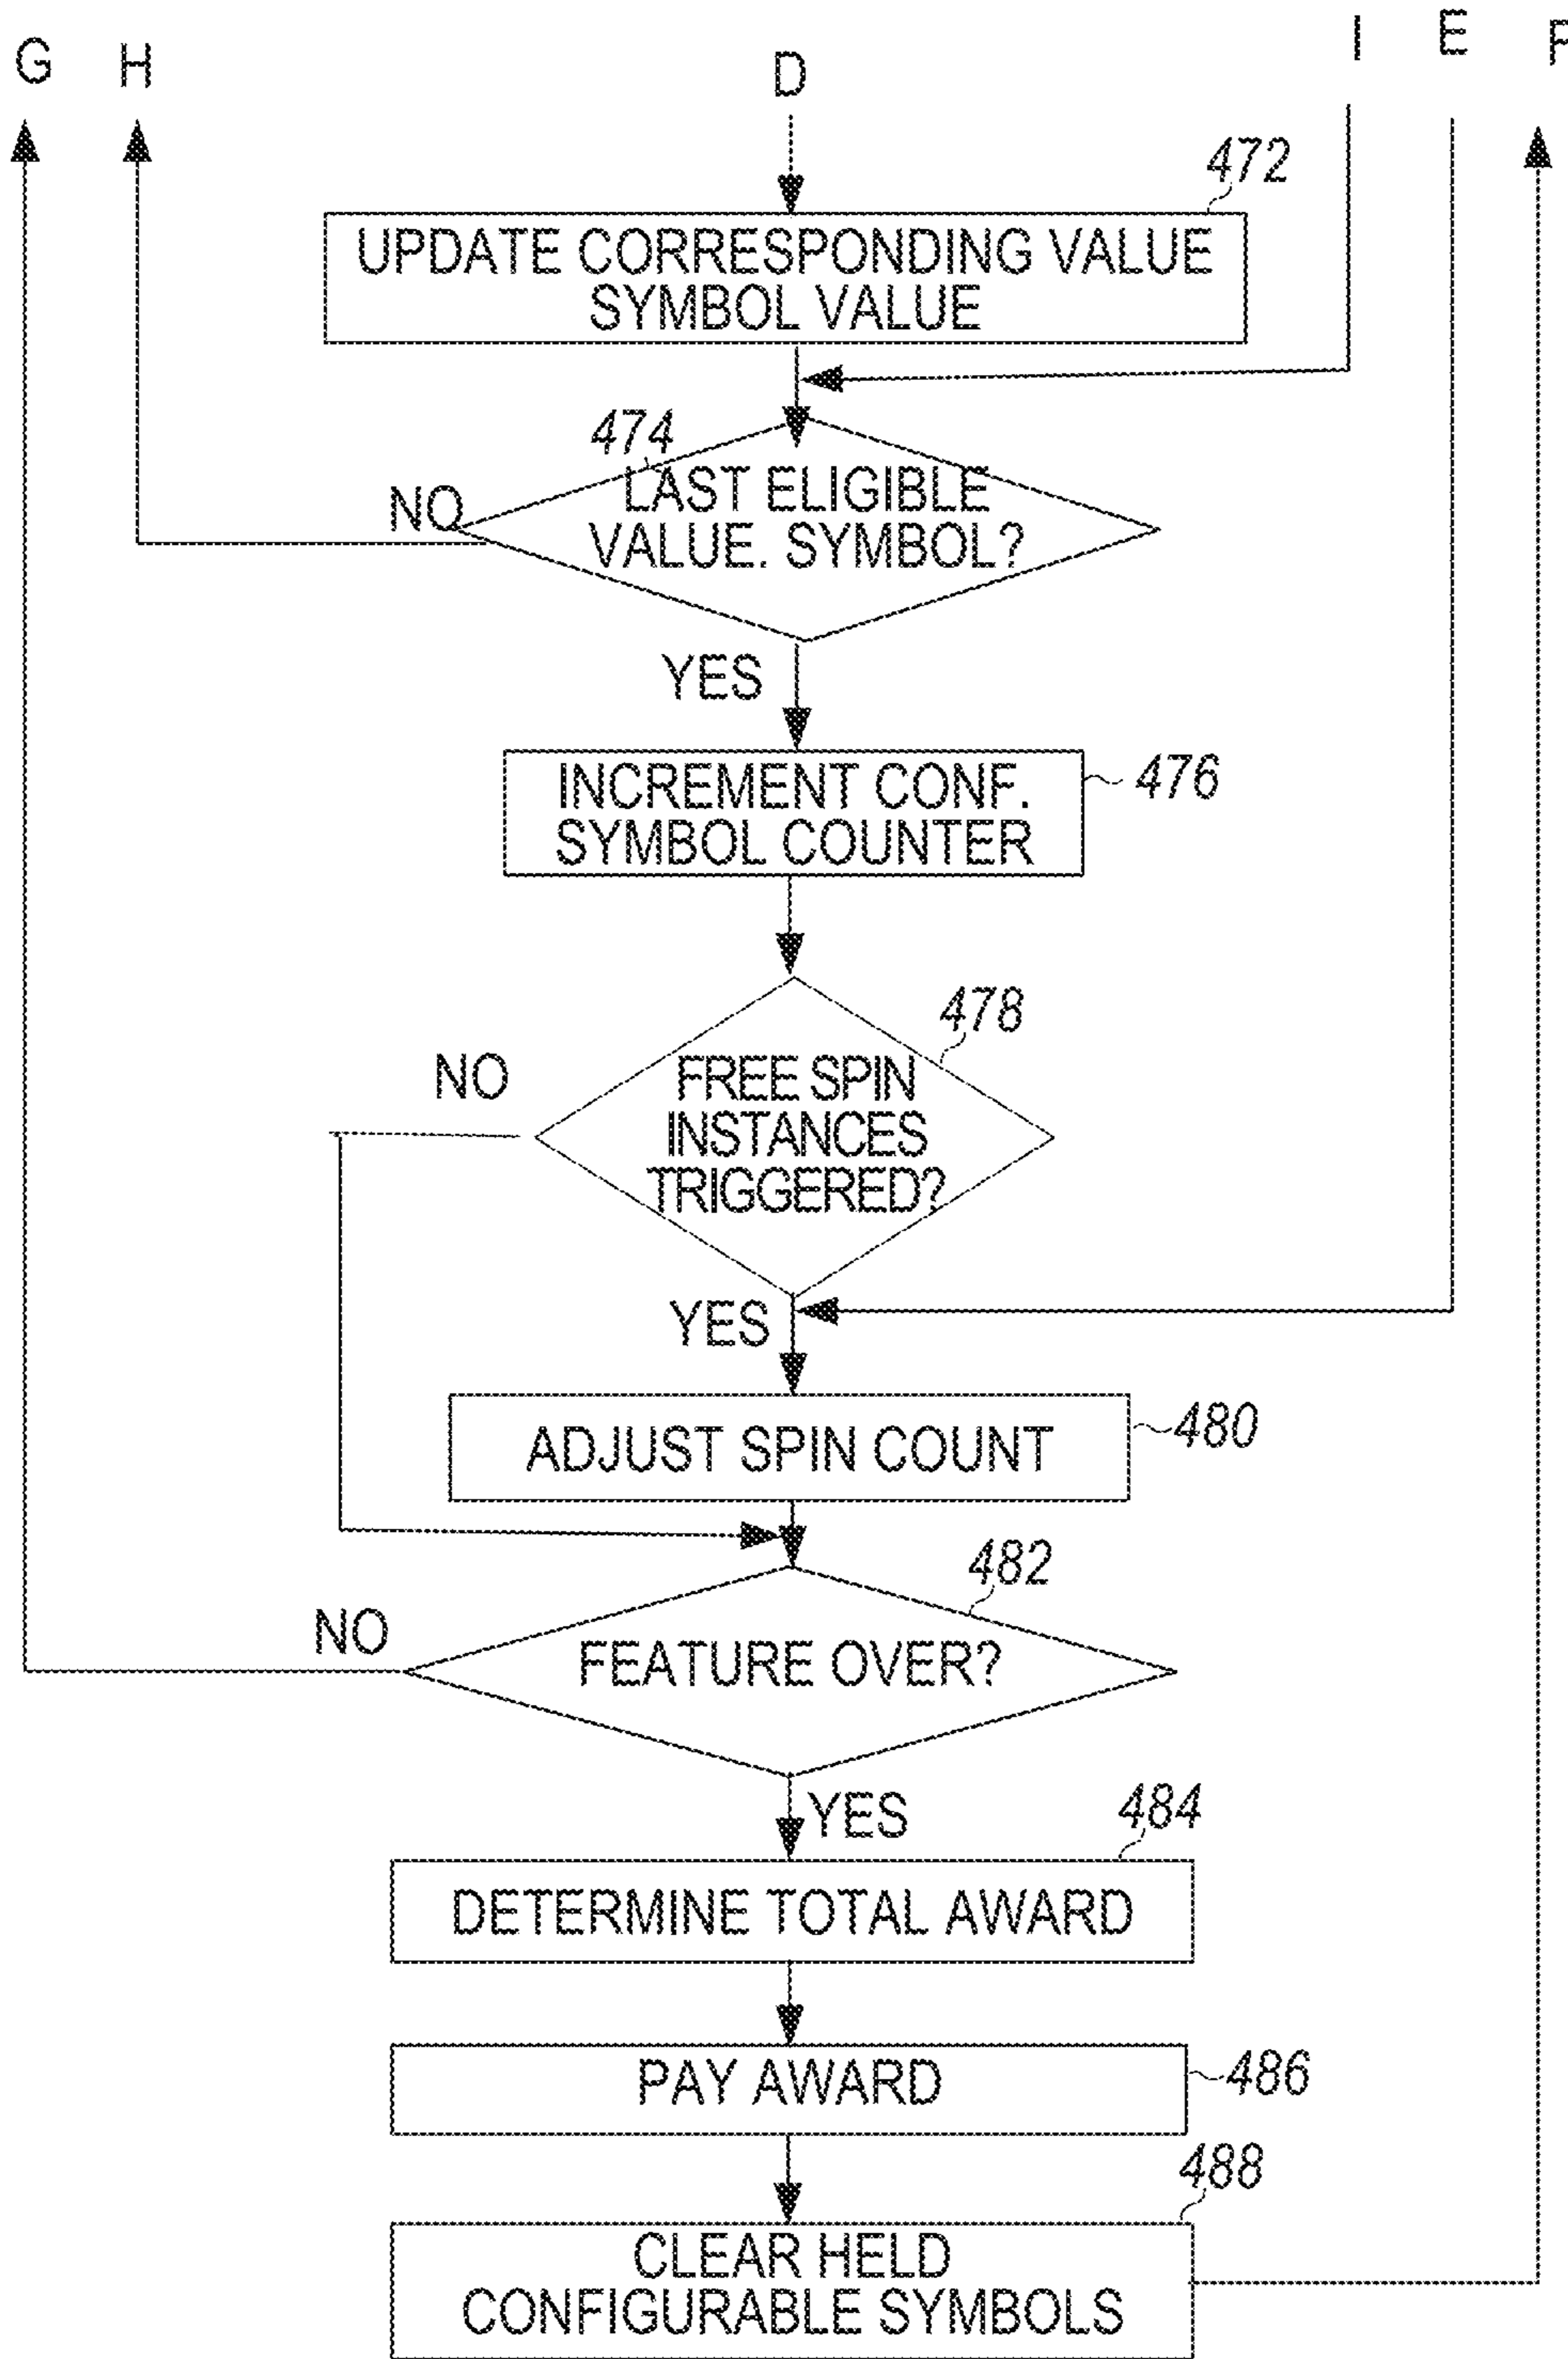 G H D I E
472
UPDATE CORRESPONDING VALUE
SYMBOL VALUE
474
NO
LAST ELIGIBLE
VALUE. SYMBOL?
YES
INCREMENT CONF.
SYMBOL COUNTER
476
478
NO
FREE SPIN
INSTANCES
TRIGGERED?
YES
ADJUST SPIN COUNT
480
482
NO
FEATURE OVER?
YES
484
DETERMINE TOTAL AWARD
PAY AWARD
486
488
CLEAR HELD
CONFIGURABLE SYMBOLS